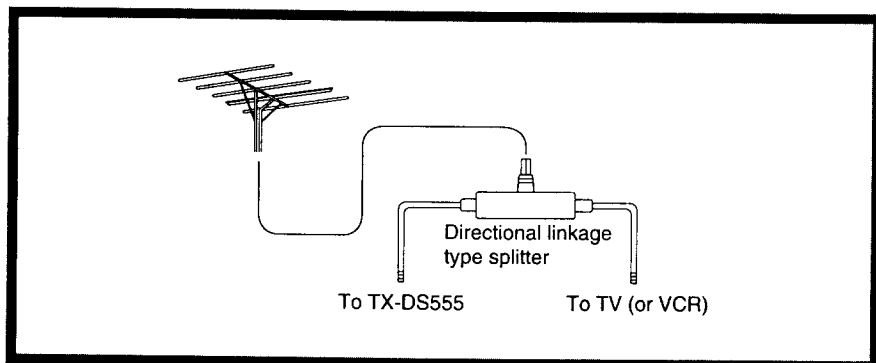 Directional linkage
type splitter
To TX-DS555
To TV (or VCR)